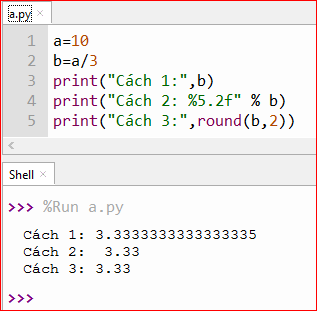 a.py
1 a=10
2 b=a/3
3 print("Cách 1:",b)
4 print("Cách 2: %5.2f" % b)
5 print("Cách 3:",round(b,2))
Shell
>>> %Run a.py
Cách 1: 3.3333333333333335
Cách 2:  3.33
Cách 3: 3.33
>>>